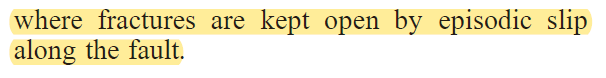 where fractures are kept open by episodic slip
along the fault.